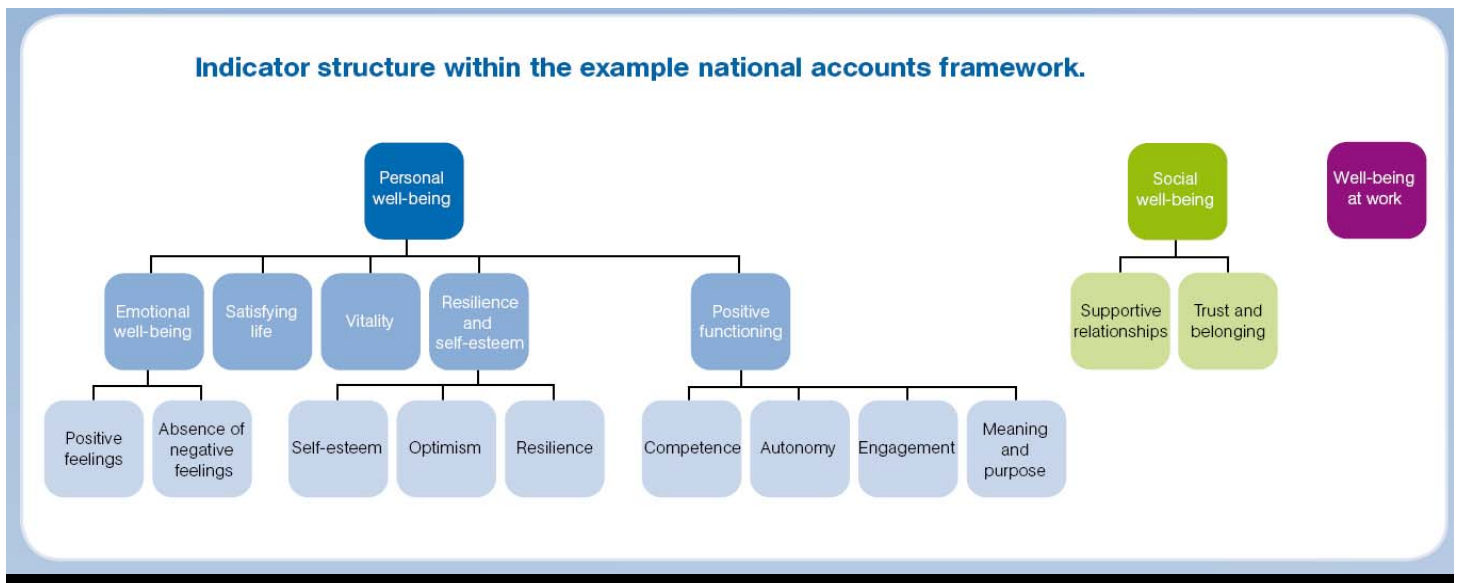 Indicator structure within the example national accounts framework.
Personal
well-being
Social
well-being
Well-being
at work
Emotional
well-being
Satisfying
life
Vitality
Resilience
and
self-esteem
Positive
functioning
Supportive
relationships
Trust and
belonging
Positive
feelings
Absence of
negative
feelings
Self-esteem
Optimism
Resilience
Competence
Autonomy
Engagement
Meaning
and
purpose